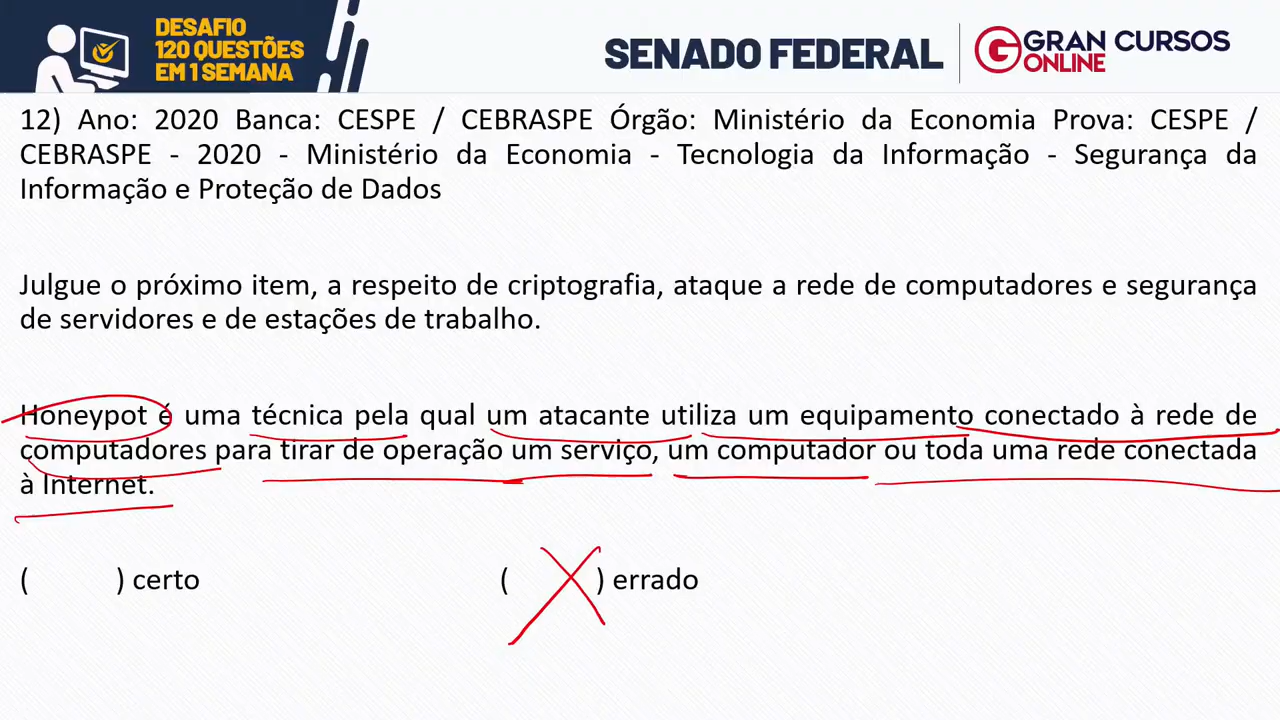 DESAFIO
120 QUESTÕES
EM 1 SEMANA
SENADO FEDERAL
GRAN CURSOS
ONLINE
12) Ano: 2020 Banca: CESPE / CEBRASPE Órgão: Ministério da Economia Prova: CESPE /
CEBRASPE - 2020 - Ministério da Economia - Tecnologia da Informação - Segurança da
Informação e Proteção de Dados
Julgue o próximo item, a respeito de criptografia, ataque a rede de computadores e segurança
de servidores e de estações de trabalho.
Honeypot é uma técnica pela qual um atacante utiliza um equipamento conectado à rede de
computadores para tirar de operação um serviço, um computador ou toda uma rede conectada
à Internet.
( ) certo ( X ) errado